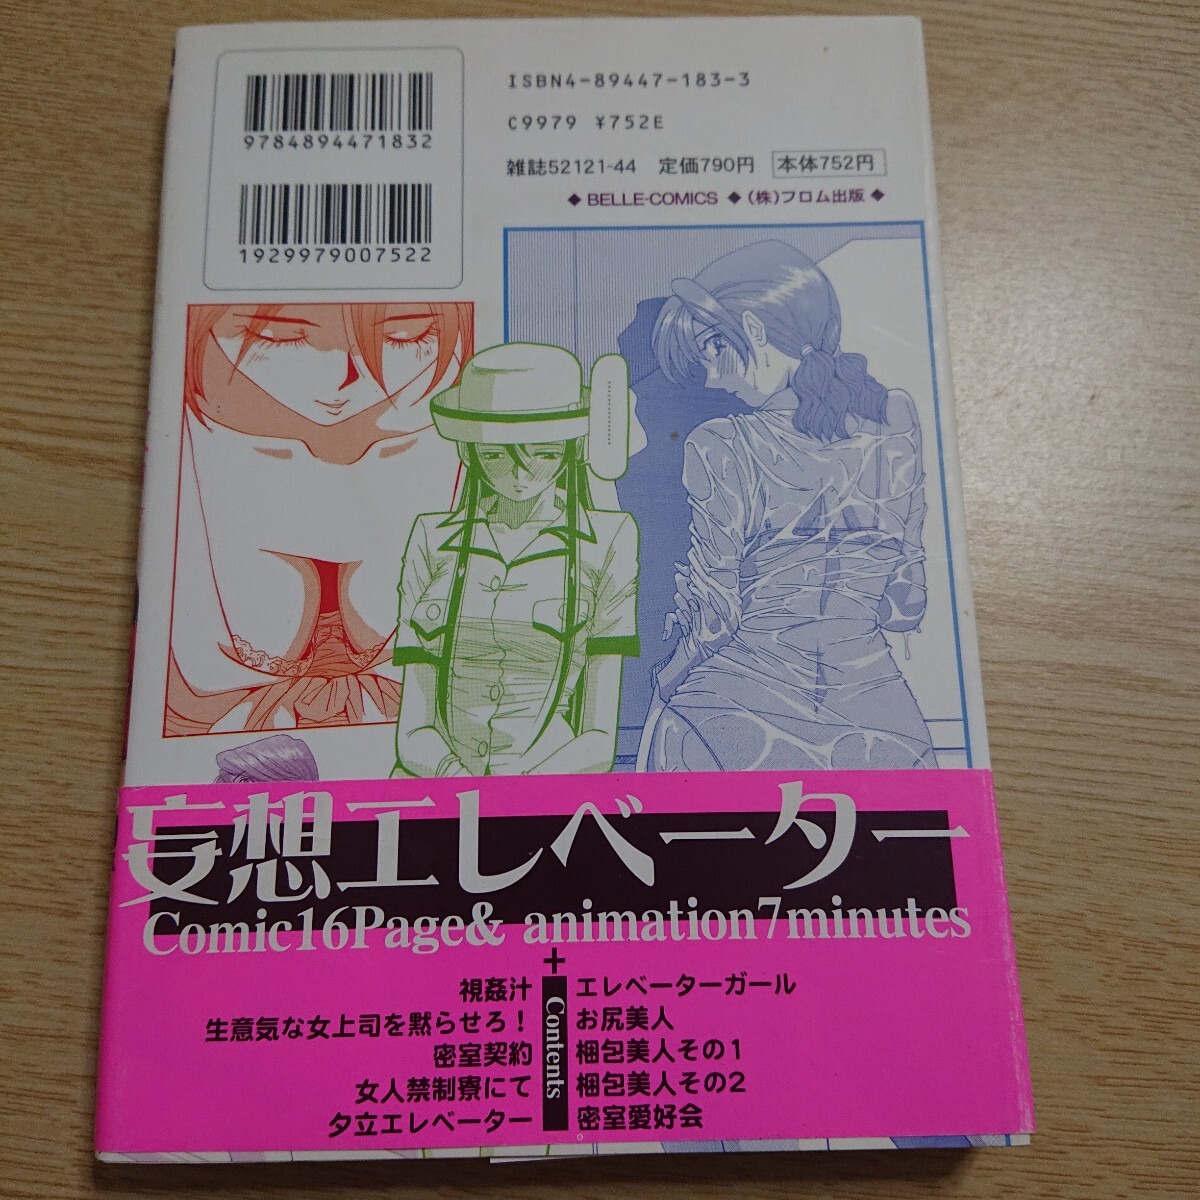 ISBN4-89447-183-3
C9979 ¥752E
9784894471832
雑誌52121-44 定価790円 本体752円
1929979007522
◆ BELLE-COMICS ◆ (株)フロム出版 ◆
…………
妄想エレベーター
Comic16Page& animation7minutes
+
Contents
視姦汁
生意気な女上司を黙らせろ!
密室契約
女人禁制寮にて
夕立エレベーター
エレベーターガール
お尻美人
梱包美人その1
梱包美人その2
密室愛好会